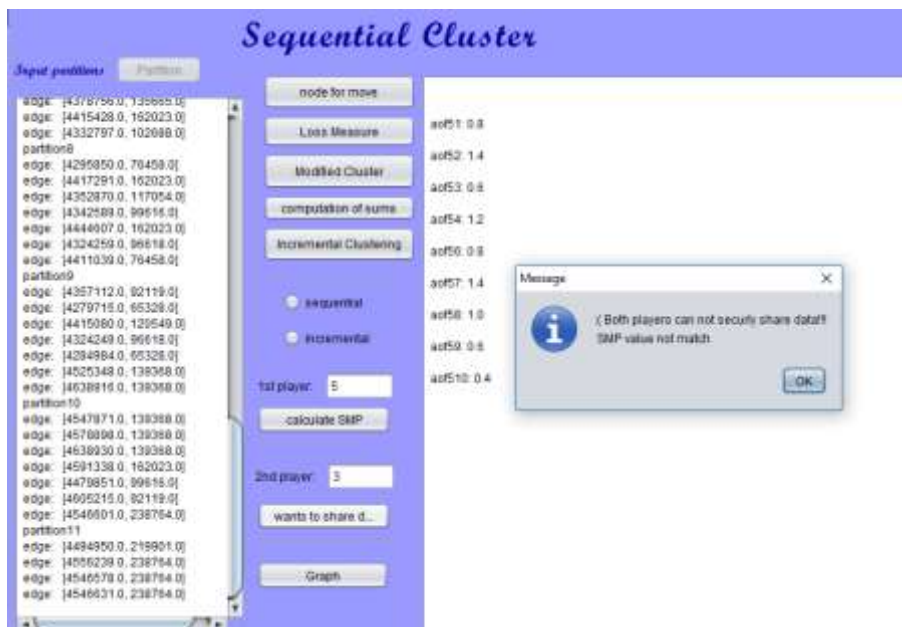 Sequential Cluster
Input partitions
Partition
edge: [4378756.0, 135665.0]
edge: [4415428.0, 162023.0]
edge: [4332797.0, 102688.0]
partition8
edge: [4295850.0, 76458.0]
edge: [4417291.0, 162023.0]
edge: [4352870.0, 117054.0]
edge: [4342589.0, 99616.0]
edge: [4444607.0, 162023.0]
edge: [4324259.0, 96618.0]
edge: [4411039.0, 76458.0]
partition9
edge: [4357112.0, 82119.0]
edge: [4279715.0, 65328.0]
edge: [4415080.0, 120549.0]
edge: [4324249.0, 96618.0]
edge: [4284984.0, 65328.0]
edge: [4525348.0, 139368.0]
edge: [4638916.0, 139368.0]
partition10
edge: [4547871.0, 139368.0]
edge: [4578898.0, 139368.0]
edge: [4638930.0, 139368.0]
edge: [4591338.0, 162023.0]
edge: [4479851.0, 99616.0]
edge: [4605215.0, 82119.0]
edge: [4546601.0, 238764.0]
partition11
edge: [4494950.0, 219901.0]
edge: [4556239.0, 238764.0]
edge: [4546578.0, 238764.0]
edge: [4546631.0, 238764.0]
node for move
Loss Measure
Modified Cluster
computation of sums
Incremental Clustering
sequential
incremental
1st player: 5
calculate SMP
2nd player: 3
wants to share d...
Graph
aof51: 0.8
aof52: 1.4
aof53: 0.6
aof54: 1.2
aof56: 0.8
aof57: 1.4
aof58: 1.0
aof59: 0.6
aof510: 0.4
Message
:( Both players can not securly share data!!!
SMP value not match.
OK